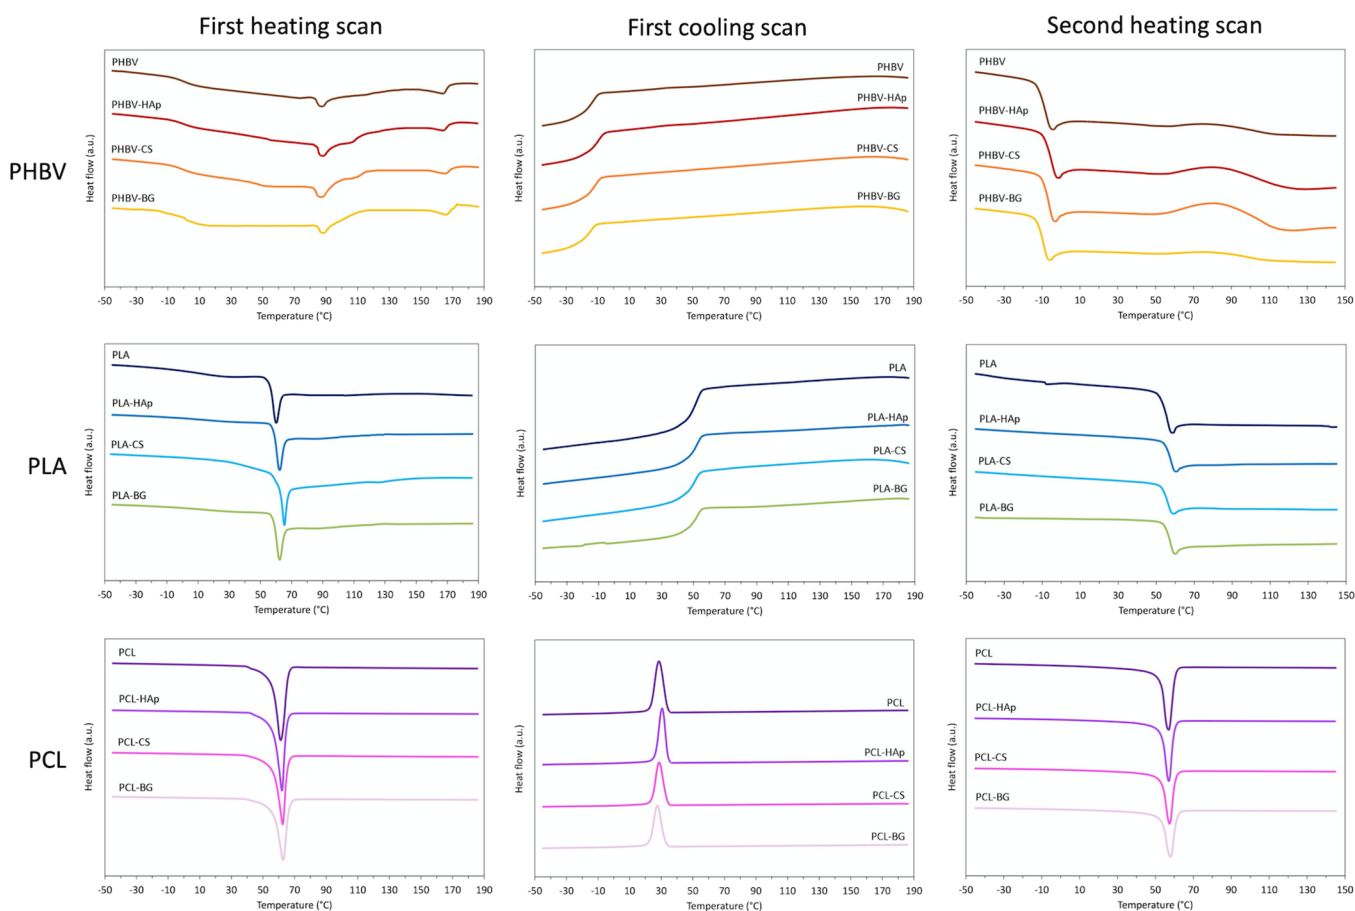 First heating scan First cooling scan Second heating scan
PHBV
PHBV
PHBV-HAp
PHBV-CS
PHBV-BG
Heat flow (a.u.)
-50 -30 -10 10 30 50 70 90 110 130 150 170 190
Temperature (°C)
PHBV
PHBV-HAp
PHBV-CS
PHBV-BG
Heat flow (a.u.)
-50 -30 -10 10 30 50 70 90 110 130 150 170 190
Temperature (°C)
PHBV
PHBV-HAp
PHBV-CS
PHBV-BG
Heat flow (a.u.)
-50 -30 -10 10 30 50 70 90 110 130 150
Temperature (°C)
PLA
PLA
PLA-HAp
PLA-CS
PLA-BG
Heat flow (a.u.)
-50 -30 -10 10 30 50 70 90 110 130 150 170 190
Temperature (°C)
PLA
PLA-HAp
PLA-CS
PLA-BG
Heat flow (a.u.)
-50 -30 -10 10 30 50 70 90 110 130 150 170 190
Temperature (°C)
PLA
PLA-HAp
PLA-CS
PLA-BG
Heat flow (a.u.)
-50 -30 -10 10 30 50 70 90 110 130 150
Temperature (°C)
PCL
PCL
PCL-HAp
PCL-CS
PCL-BG
Heat flow (a.u.)
-50 -30 -10 10 30 50 70 90 110 130 150 170 190
Temperature (°C)
PCL
PCL-HAp
PCL-CS
PCL-BG
Heat flow (a.u.)
-50 -30 -10 10 30 50 70 90 110 130 150 170 190
Temperature (°C)
PCL
PCL-HAp
PCL-CS
PCL-BG
Heat flow (a.u.)
-50 -30 -10 10 30 50 70 90 110 130 150
Temperature (°C)